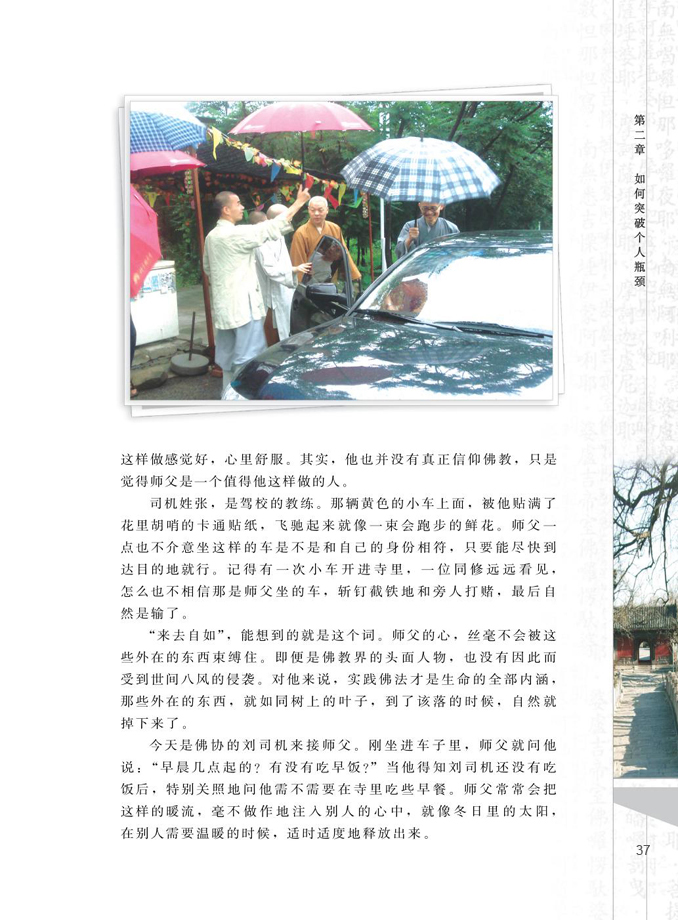 第二章 如何突破个人瓶颈
这样做感觉好，心里舒服。其实，他也并没有真正信仰佛教，只是
觉得师父是一个值得他这样做的人。
司机姓张，是驾校的教练。那辆黄色的小车上面，被他贴满了
花里胡哨的卡通贴纸，飞驰起来就像一束会跑步的鲜花。师父一
点也不介意坐这样的车是不是和自己的身份相符，只要能尽快到
达目的地就行。记得有一次小车开进寺里，一位同修远远看见，
怎么也不相信那是师父坐的车，斩钉截铁地和旁人打赌，最后自
然是输了。
“来去自如”，能想到的就是这个词。师父的心，丝毫不会被这
些外在的东西束缚住。即便是佛教界的头面人物，也没有因此而
受到世间八风的侵袭。对他来说，实践佛法才是生命的全部内涵，
那些外在的东西，就如同树上的叶子，到了该落的时候，自然就
掉下来了。
今天是佛协的刘司机来接师父。刚坐进车子里，师父就问他
说：“早晨几点起的？有没有吃早饭？”当他得知刘司机还没有吃
饭后，特别关照地问他需不需要在寺里吃些早餐。师父常常会把
这样的暖流，毫不做作地注入别人的心中，就像冬日里的太阳，
在别人需要温暖的时候，适时适度地释放出来。
37